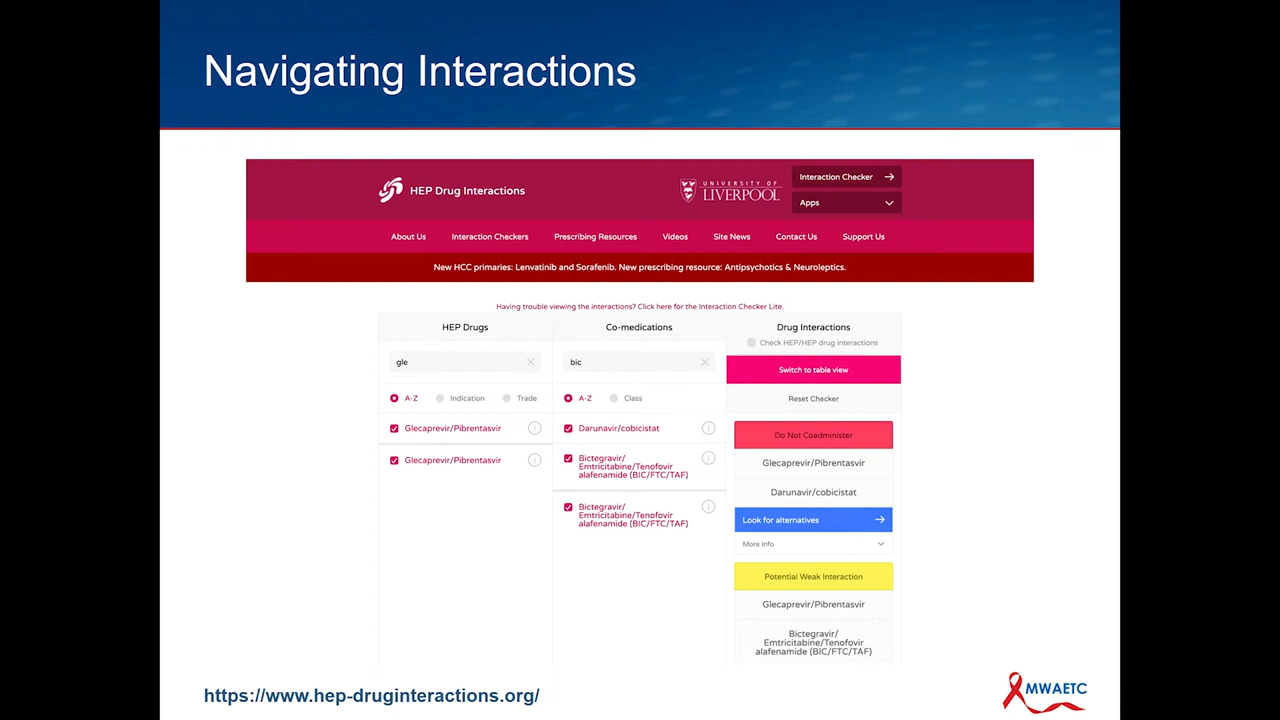 Navigating Interactions
HEP Drug Interactions
UNIVERSITY OF
LIVERPOOL
Interaction Checker
Apps
About Us
Interaction Checkers
Prescribing Resources
Videos
Site News
Contact Us
Support Us
New HCC primaries: Lenvatinib and Sorafenib. New prescribing resource: Antipsychotics & Neuroleptics.
Having trouble viewing the interactions? Click here for the Interaction Checker Lite.
HEP Drugs
gle
A-Z
Indication
Trade
Glecaprevir/Pibrentasvir
Glecaprevir/Pibrentasvir
Co-medications
bic
A-Z
Class
Darunavir/cobicistat
Bictegravir/
Emtricitabine/Tenofovir
alafenamide (BIC/FTC/TAF)
Bictegravir/
Emtricitabine/Tenofovir
alafenamide (BIC/FTC/TAF)
Drug Interactions
Check HEP/HEP drug interactions
Switch to table view
Reset Checker
Do Not Coadminister
Glecaprevir/Pibrentasvir
Darunavir/cobicistat
Look for alternatives
More Info
Potential Weak Interaction
Glecaprevir/Pibrentasvir
Bictegravir/
Emtricitabine/Tenofovir
alafenamide (BIC/FTC/TAF)
https://www.hep-druginteractions.org/
MWAETC